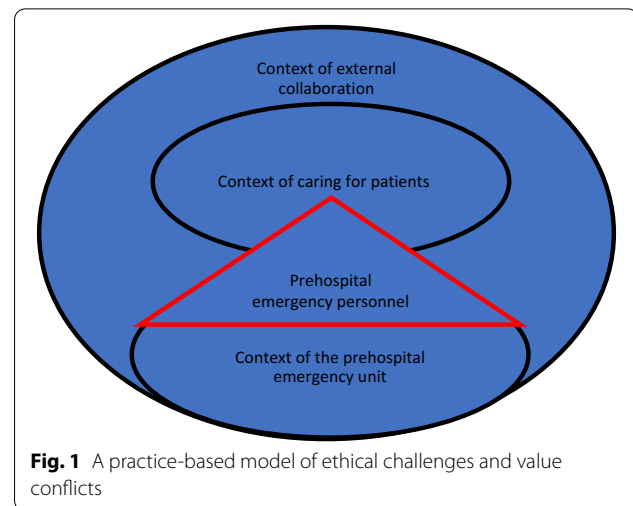 Context of external
collaboration
Context of caring for patients
Prehospital
emergency personnel
Context of the prehospital
emergency unit
Fig. 1 A practice-based model of ethical challenges and value
conflicts